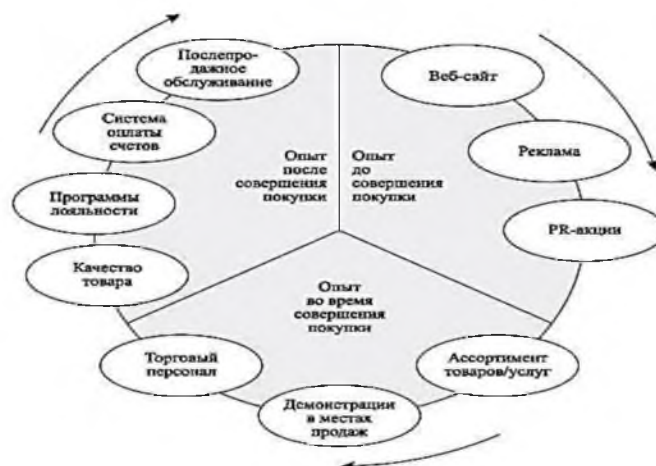 Послепро-
дажное
обслуживание
Веб-сайт
Система
оплаты
счетов
Реклама
Опыт
после
совершения
покупки
Опыт
до
совершения
покупки
Программы
лояльности
PR-акции
Качество
товара
Опыт
во время
совершения
покупки
Торговый
персонал
Ассортимент
товаров/услуг
Демонстрации
в местах
продаж